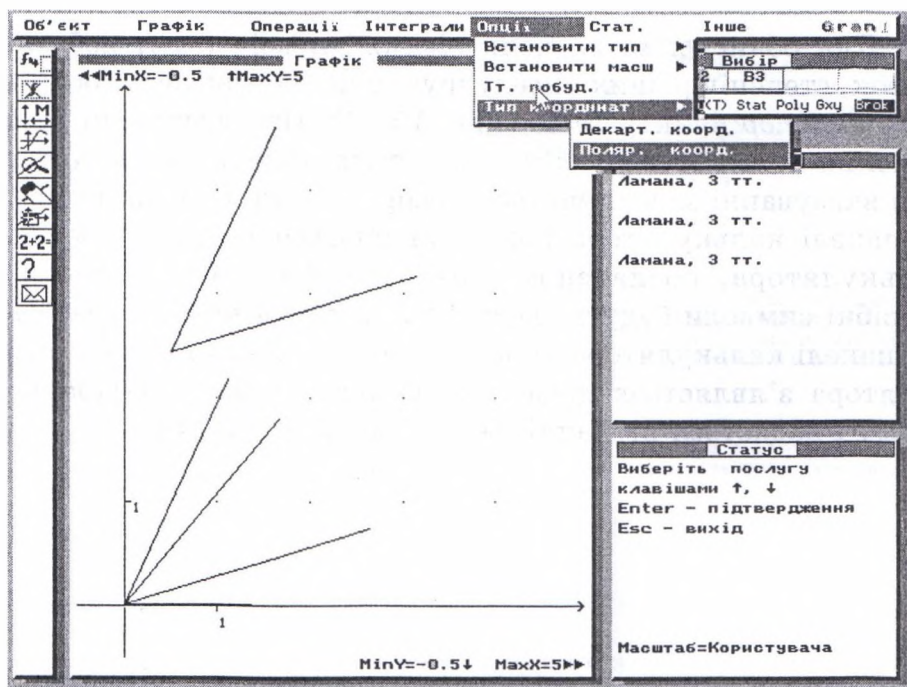 Об'єкт Графік Операції Інтеграли Опції Стат. Інше Gran1
Встановити тип ▶
Встановити масш ▶
Тт. побуд.
Тип координат ▶
Декарт. коорд.
Поляр. коорд.
Графік
◀◀MinX=-0.5 ↑MaxY=5
1
1
MinY=-0.5↓ MaxX=5▶▶
2+2=
?
Вибір
2 B3
(T) Stat Poly Gxy Brok
Ламана, 3 тт.
Ламана, 3 тт.
Ламана, 3 тт.
Статус
Виберіть послугу
клавішами ↑, ↓
Enter - підтвердження
Esc - вихід
Масштаб=Користувача